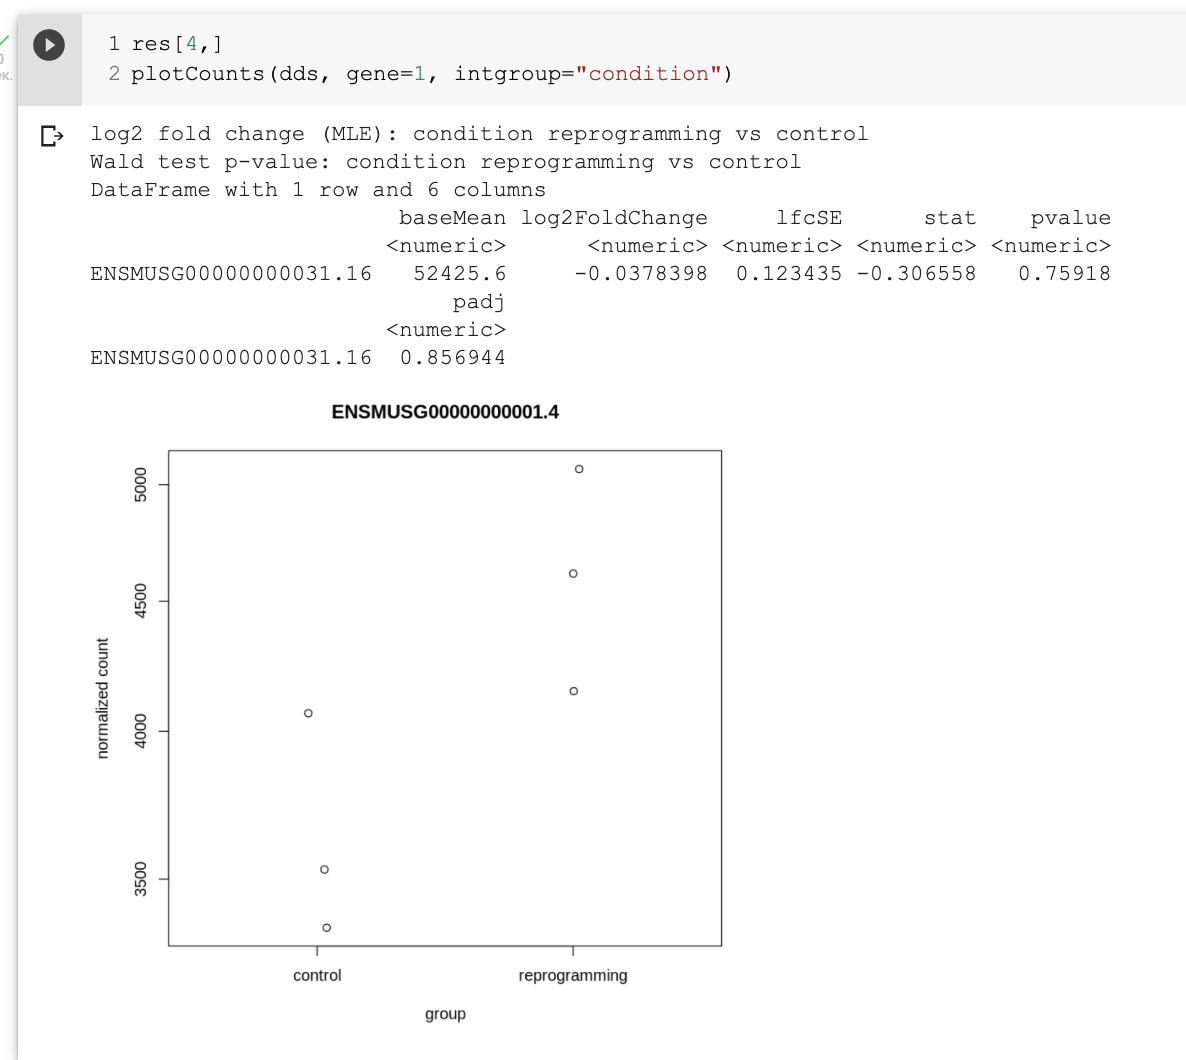 1 res[4,]
2 plotCounts(dds, gene=1, intgroup="condition")
log2 fold change (MLE): condition reprogramming vs control
Wald test p-value: condition reprogramming vs control
DataFrame with 1 row and 6 columns
baseMean log2FoldChange lfcSE stat pvalue
<numeric> <numeric> <numeric> <numeric> <numeric>
ENSMUSG00000000031.16 52425.6 -0.0378398 0.123435 -0.306558 0.75918
padj
<numeric>
ENSMUSG00000000031.16 0.856944
ENSMUSG00000000001.4
5000
4500
4000
3500
normalized count
control reprogramming
group